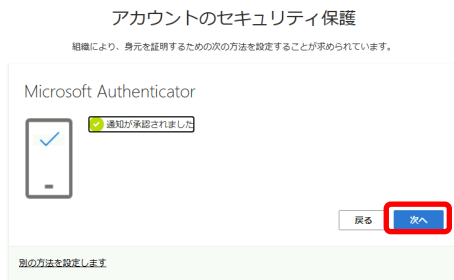 アカウントのセキュリティ保護
組織により、身元を証明するための次の方法を設定することが求められています。
Microsoft Authenticator
通知が承認されました
戻る
次へ
別の方法を設定します